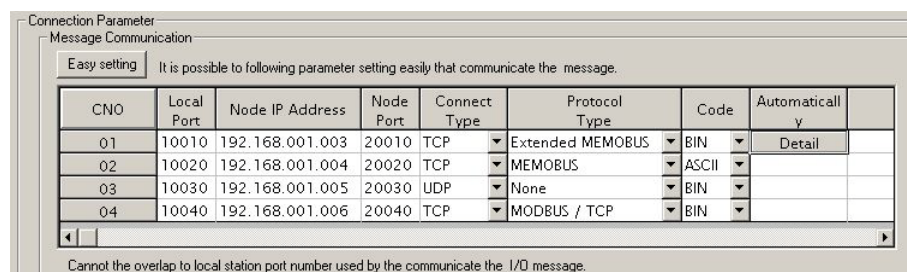 Connection Parameter
Message Communication
Easy setting It is possible to following parameter setting easily that communicate the message.
CNO Local Port Node IP Address Node Port Connect Type Protocol Type Code Automatically
01 10010 192.168.001.003 20010 TCP Extended MEMOBUS BIN Detail
02 10020 192.168.001.004 20020 TCP MEMOBUS ASCII
03 10030 192.168.001.005 20030 UDP None BIN
04 10040 192.168.001.006 20040 TCP MODBUS / TCP BIN
Cannot the overlap to local station port number used by the communicate the I/O message.